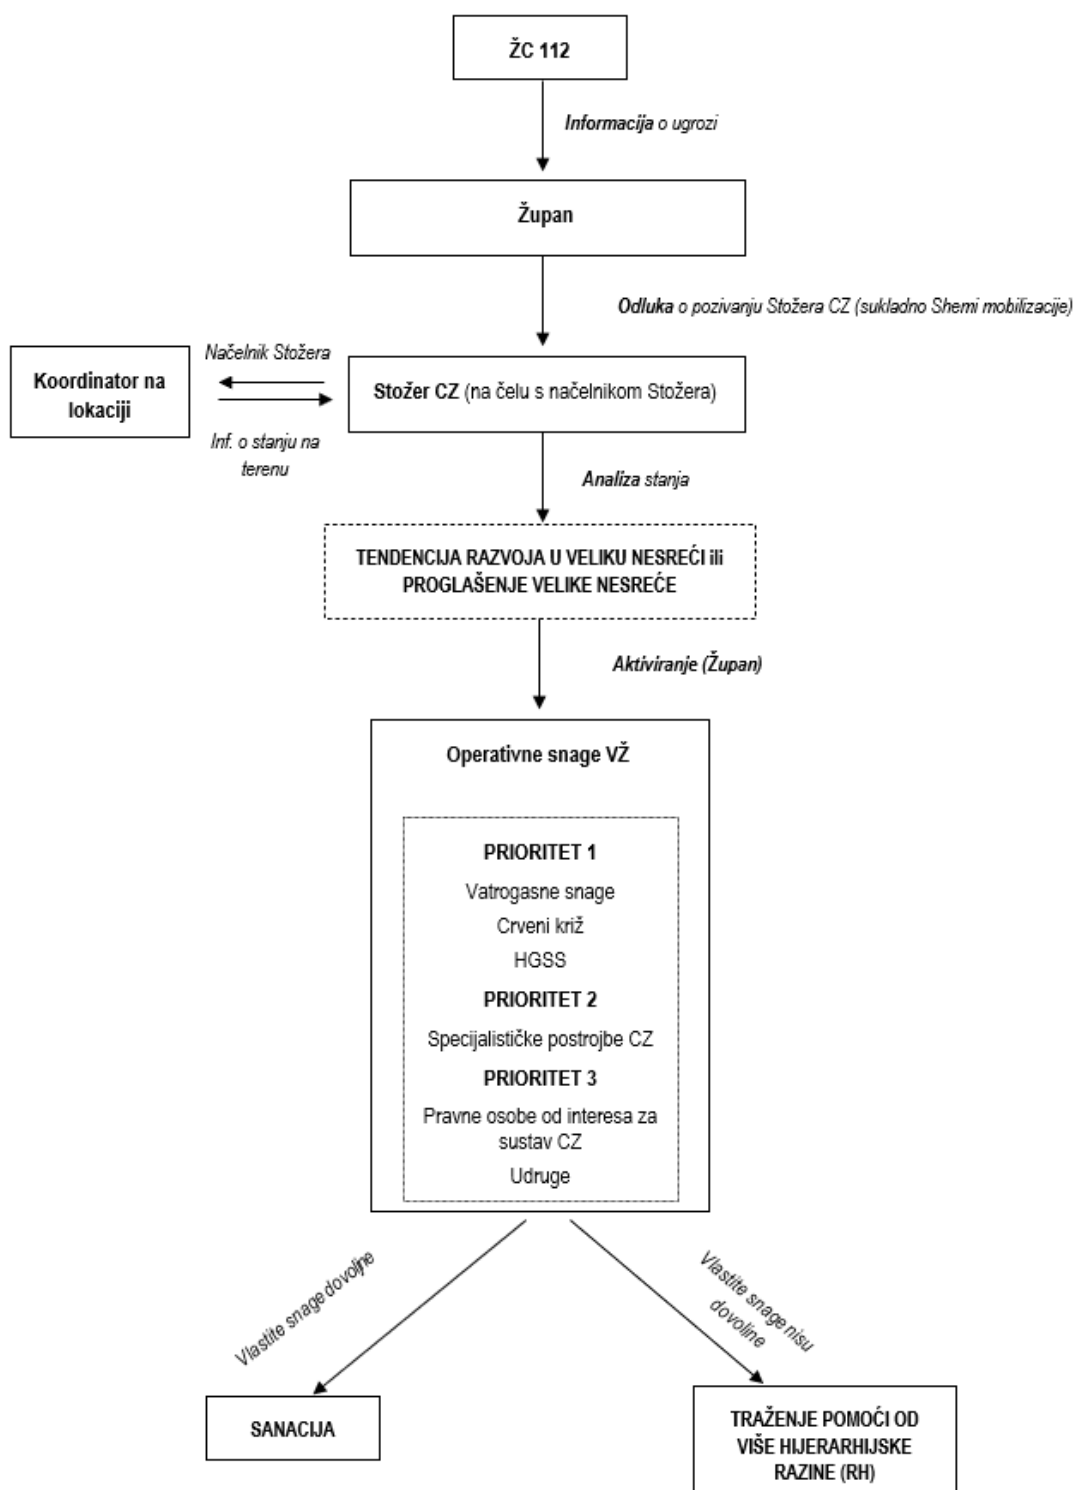 ŽC 112
Informacija o ugrozi
Župan
Odluka o pozivanju Stožera CZ (sukladno Shemi mobilizacije)
Koordinator na
lokaciji
Načelnik Stožera
Inf. o stanju na
terenu
Stožer CZ (na čelu s načelnikom Stožera)
Analiza stanja
TENDENCIJA RAZVOJA U VELIKU NESREĆI ili
PROGLAŠENJE VELIKE NESREĆE
Aktiviranje (Župan)
Operativne snage VŽ
PRIORITET 1
Vatrogasne snage
Crveni križ
HGSS
PRIORITET 2
Specijalističke postrojbe CZ
PRIORITET 3
Pravne osobe od interesa za
sustav CZ
Udruge
Vlastite snage dovoljne
Vlastite snage nisu
dovoljne
SANACIJA
TRAŽENJE POMOĆI OD
VIŠE HIJERARHIJSKE
RAZINE (RH)